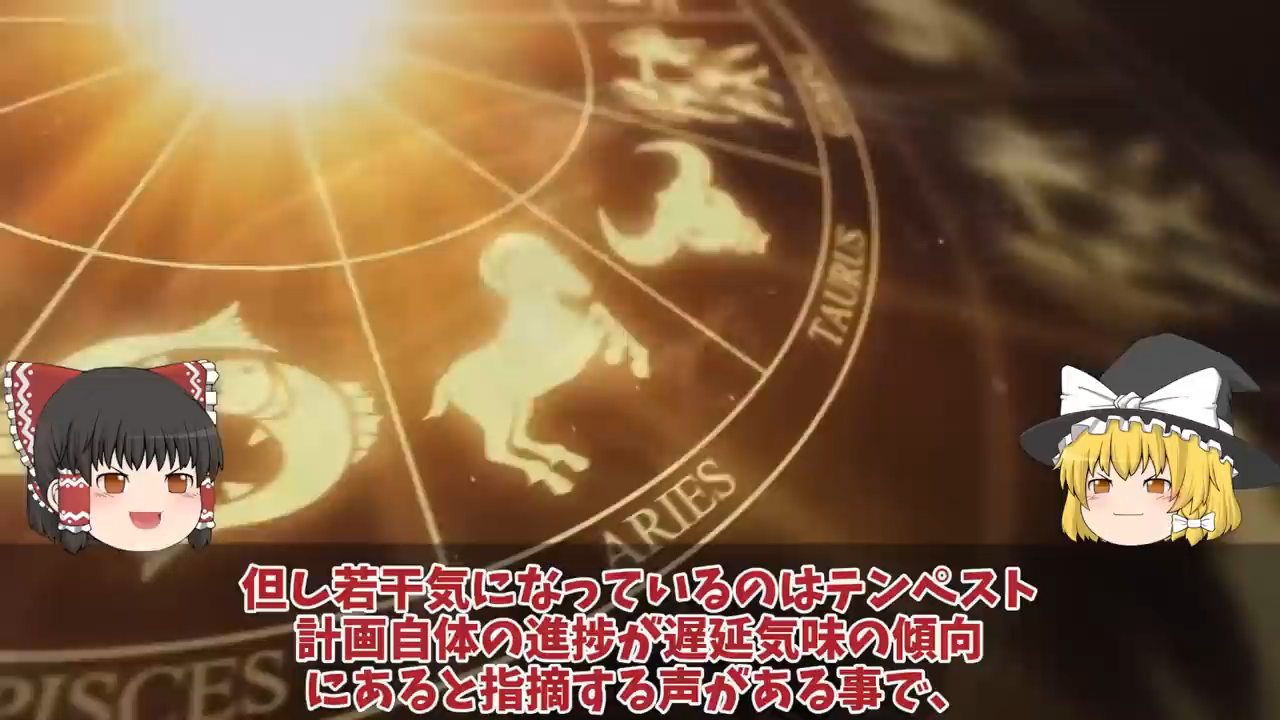 TAURUS
ARIES
PISCES
但し若干気になっているのはテンペスト
計画自体の進捗が遅延気味の傾向
にあると指摘する声がある事で、